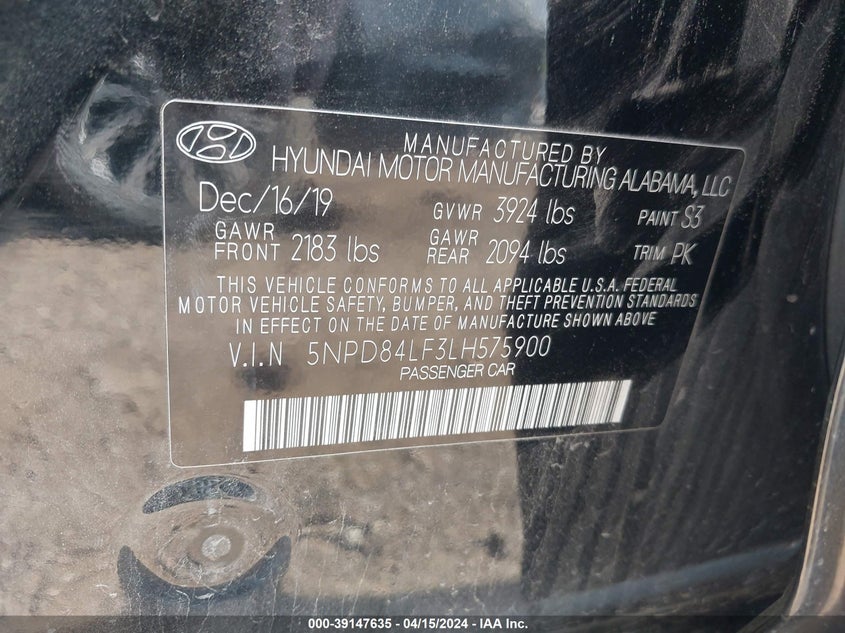 MANUFACTURED BY
HYUNDAI MOTOR MANUFACTURING ALABAMA, LLC
Dec/16/19 GVWR 3924 lbs PAINT S3
GAWR FRONT 2183 lbs GAWR REAR 2094 lbs TRIM PK
THIS VEHICLE CONFORMS TO ALL APPLICABLE U.S.A. FEDERAL
MOTOR VEHICLE SAFETY, BUMPER, AND THEFT PREVENTION STANDARDS
IN EFFECT ON THE DATE OF MANUFACTURE SHOWN ABOVE
V.I.N 5NPD84LF3LH575900
PASSENGER CAR
000-39147635 - 04/15/2024 - IAA Inc.